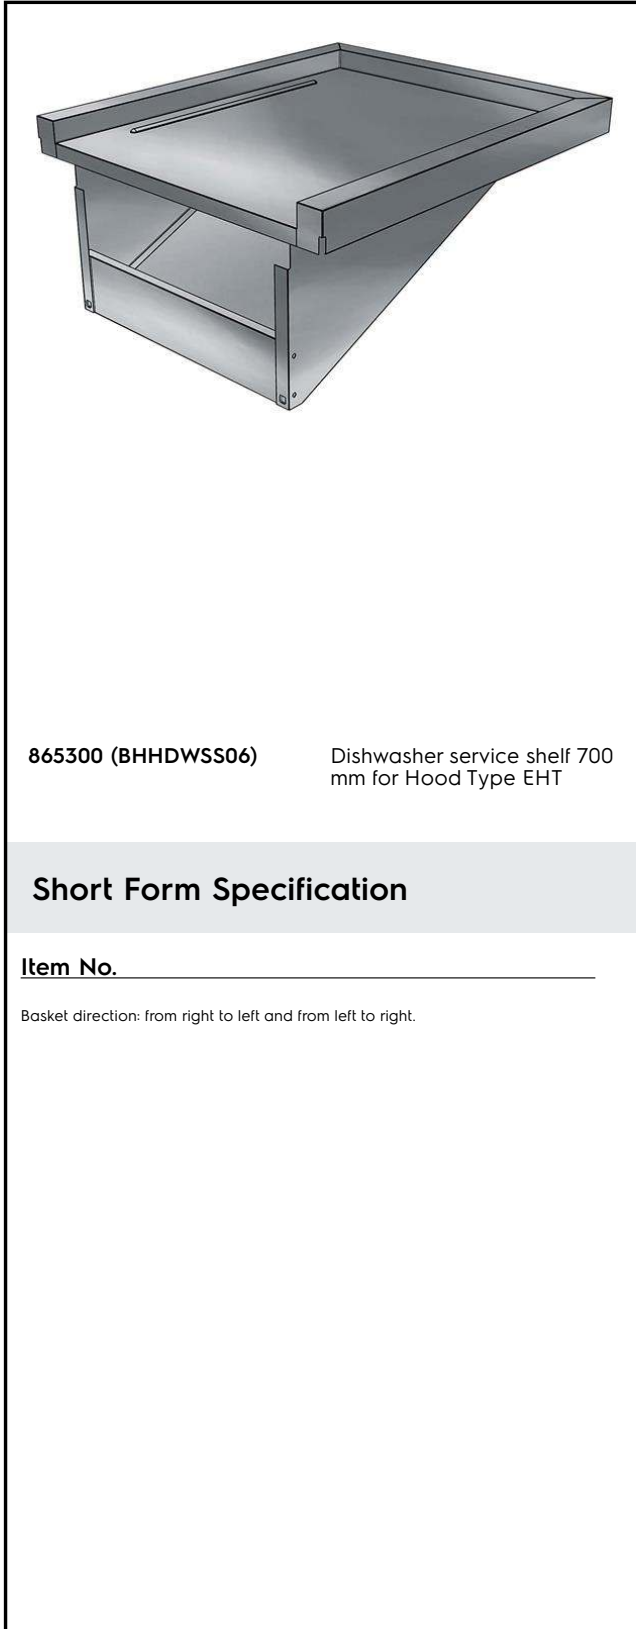 865300 (BHHDWSS06)
Dishwasher service shelf 700
mm for Hood Type EHT
Short Form Specification
Item No.
Basket direction: from right to left and from left to right.